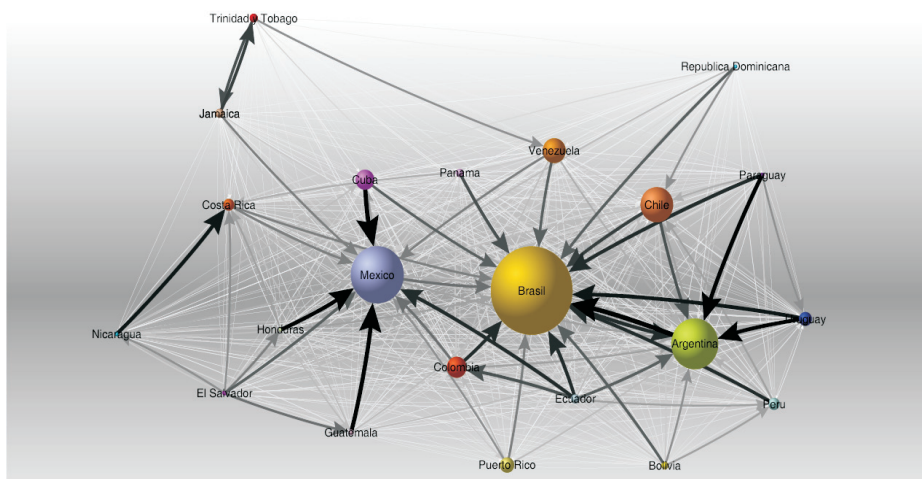 Trinidad y Tobago
Republica Dominicana
Jamaica
Venezuela
Cuba
Panama
Paraguay
Costa Rica
Chile
Mexico
Brasil
Uruguay
Nicaragua
Honduras
Argentina
Colombia
El Salvador
Ecuador
Peru
Guatemala
Puerto Rico
Bolivia